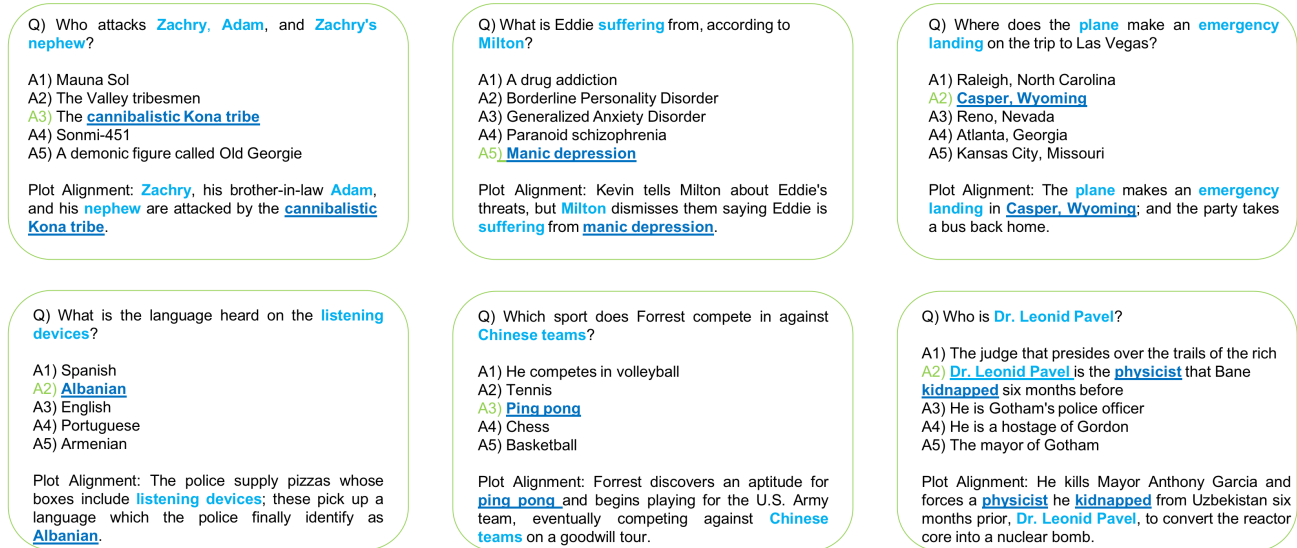 Q) Who attacks Zachry, Adam, and Zachry's
nephew?
A1) Mauna Sol
A2) The Valley tribesmen
A3) The cannibalistic Kona tribe
A4) Sonmi-451
A5) A demonic figure called Old Georgie
Plot Alignment: Zachry, his brother-in-law Adam,
and his nephew are attacked by the cannibalistic
Kona tribe.
Q) What is Eddie suffering from, according to
Milton?
A1) A drug addiction
A2) Borderline Personality Disorder
A3) Generalized Anxiety Disorder
A4) Paranoid schizophrenia
A5) Manic depression
Plot Alignment: Kevin tells Milton about Eddie's
threats, but Milton dismisses them saying Eddie is
suffering from manic depression.
Q) Where does the plane make an emergency
landing on the trip to Las Vegas?
A1) Raleigh, North Carolina
A2) Casper, Wyoming
A3) Reno, Nevada
A4) Atlanta, Georgia
A5) Kansas City, Missouri
Plot Alignment: The plane makes an emergency
landing in Casper, Wyoming; and the party takes
a bus back home.
Q) What is the language heard on the listening
devices?
A1) Spanish
A2) Albanian
A3) English
A4) Portuguese
A5) Armenian
Plot Alignment: The police supply pizzas whose
boxes include listening devices; these pick up a
language which the police finally identify as
Albanian.
Q) Which sport does Forrest compete in against
Chinese teams?
A1) He competes in volleyball
A2) Tennis
A3) Ping pong
A4) Chess
A5) Basketball
Plot Alignment: Forrest discovers an aptitude for
ping pong and begins playing for the U.S. Army
team, eventually competing against Chinese
teams on a goodwill tour.
Q) Who is Dr. Leonid Pavel?
A1) The judge that presides over the trails of the rich
A2) Dr. Leonid Pavel is the physicist that Bane
kidnapped six months before
A3) He is Gotham's police officer
A4) He is a hostage of Gordon
A5) The mayor of Gotham
Plot Alignment: He kills Mayor Anthony Garcia and
forces a physicist he kidnapped from Uzbekistan six
months prior, Dr. Leonid Pavel, to convert the reactor
core into a nuclear bomb.